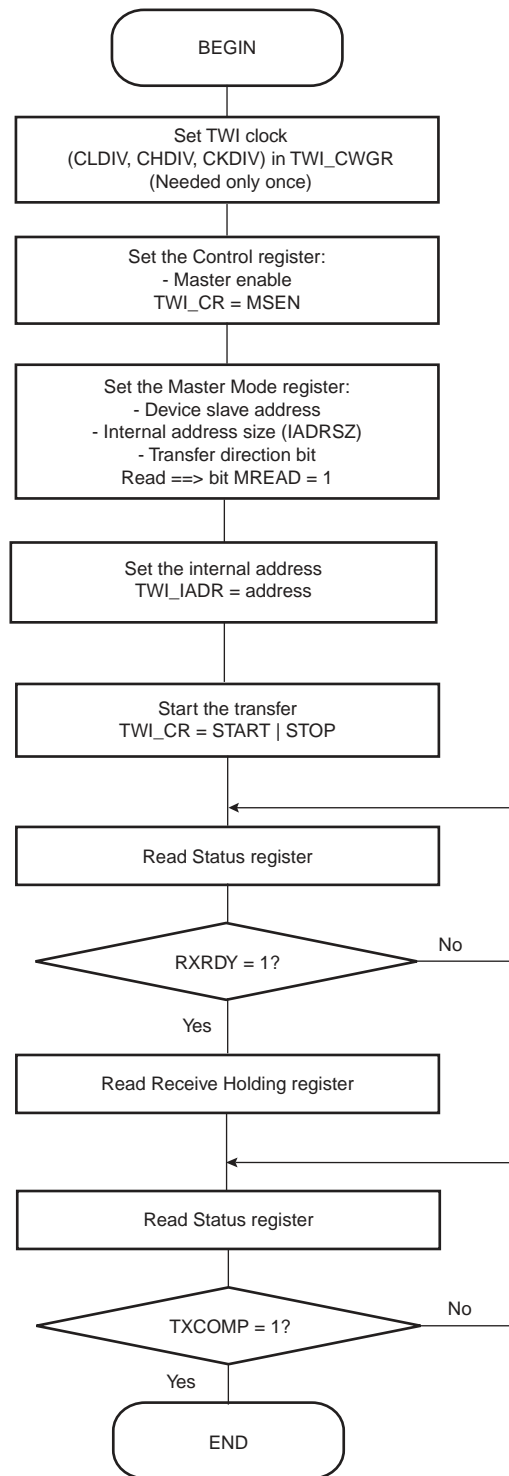 BEGIN
Set TWI clock
(CLDIV, CHDIV, CKDIV) in TWI_CWGR
(Needed only once)
Set the Control register:
- Master enable
TWI_CR = MSEN
Set the Master Mode register:
- Device slave address
- Internal address size (IADRSZ)
- Transfer direction bit
Read ==> bit MREAD = 1
Set the internal address
TWI_IADR = address
Start the transfer
TWI_CR = START | STOP
Read Status register
RXRDY = 1?
No
Yes
Read Receive Holding register
Read Status register
TXCOMP = 1?
No
Yes
END